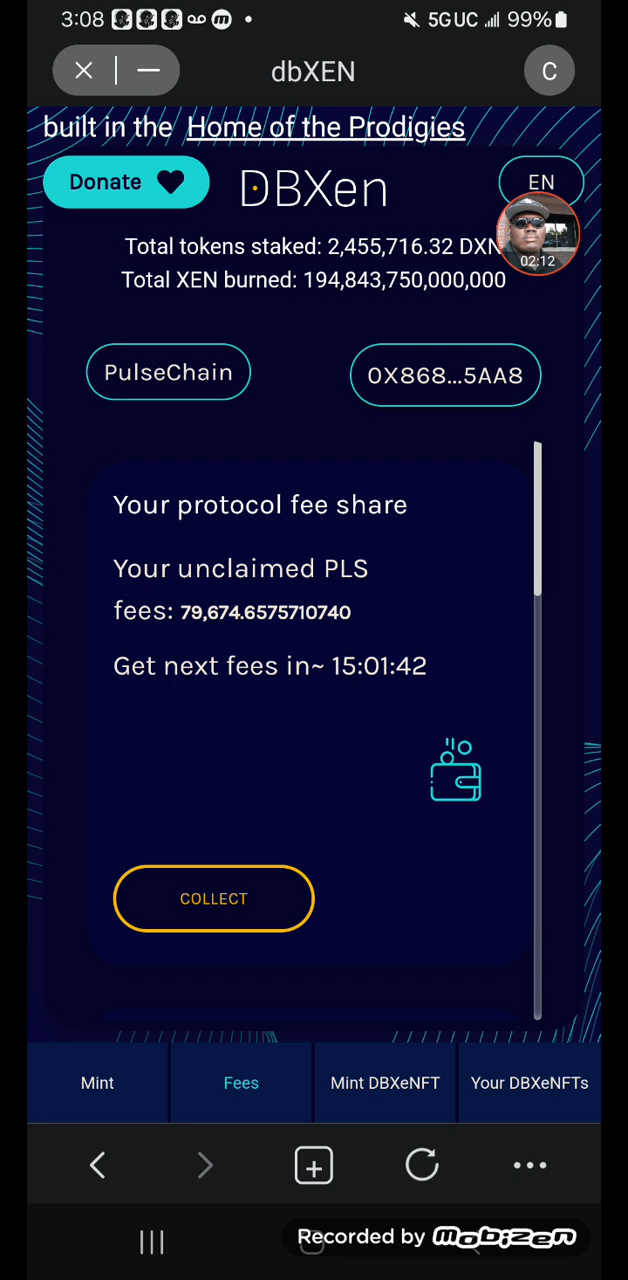 3:08 5G UC 99%
dbXEN C
built in the Home of the Prodigies
Donate DBXen EN
Total tokens staked: 2,455,716.32 DXN
02:12
Total XEN burned: 194,843,750,000,000
PulseChain 0X868...5AA8
Your protocol fee share
Your unclaimed PLS
fees: 79,674.6575710740
Get next fees in~ 15:01:42
COLLECT
Mint Fees Mint DBXeNFT Your DBXeNFTs
Recorded by mobizen